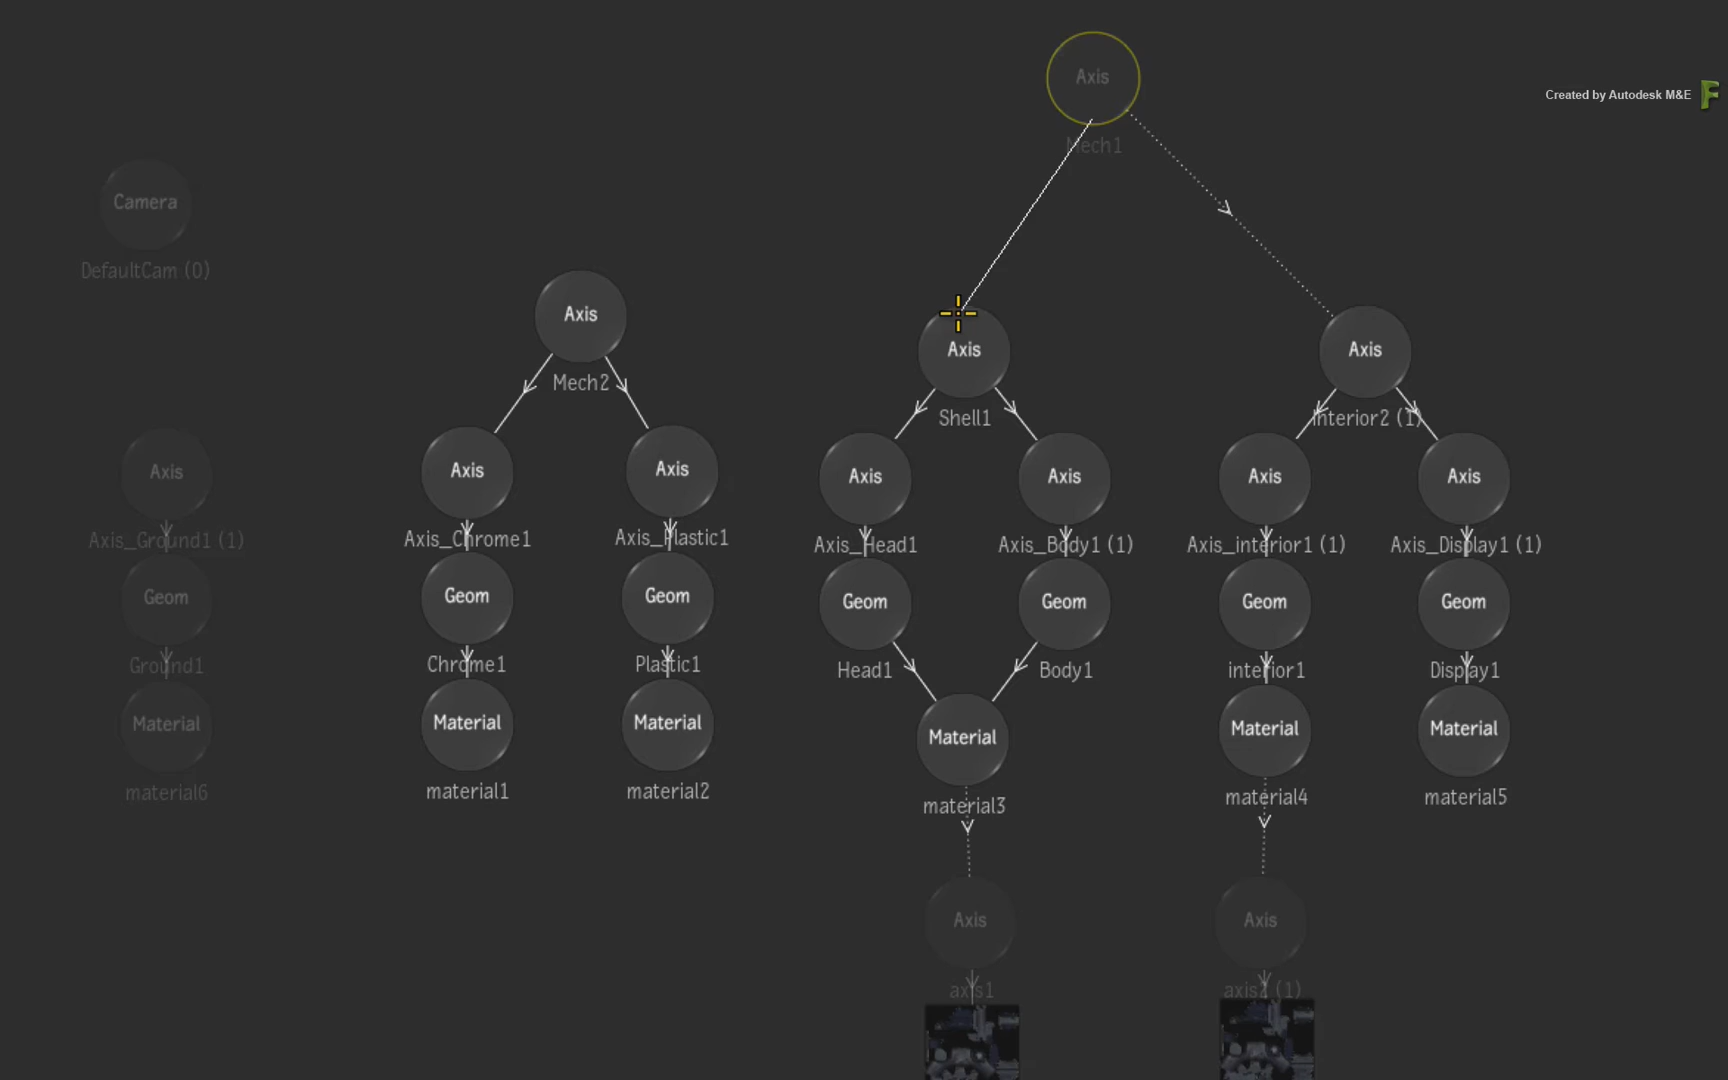 Axis
Mech1
Created by Autodesk M&E
Camera
DefaultCam (0)
Axis
Mech2
Axis
Shell1
Axis
Interior2 (1)
Axis
Axis_Ground1 (1)
Axis
Axis_Chrome1
Axis
Axis_Plastic1
Axis
Axis_Head1
Axis
Axis_Body1 (1)
Axis
Axis_interior1 (1)
Axis
Axis_Display1 (1)
Geom
Ground1
Geom
Chrome1
Geom
Plastic1
Geom
Head1
Geom
Body1
Geom
interior1
Geom
Display1
Material
material6
Material
material1
Material
material2
Material
material3
Material
material4
Material
material5
Axis
axis1
Axis
axis2 (1)